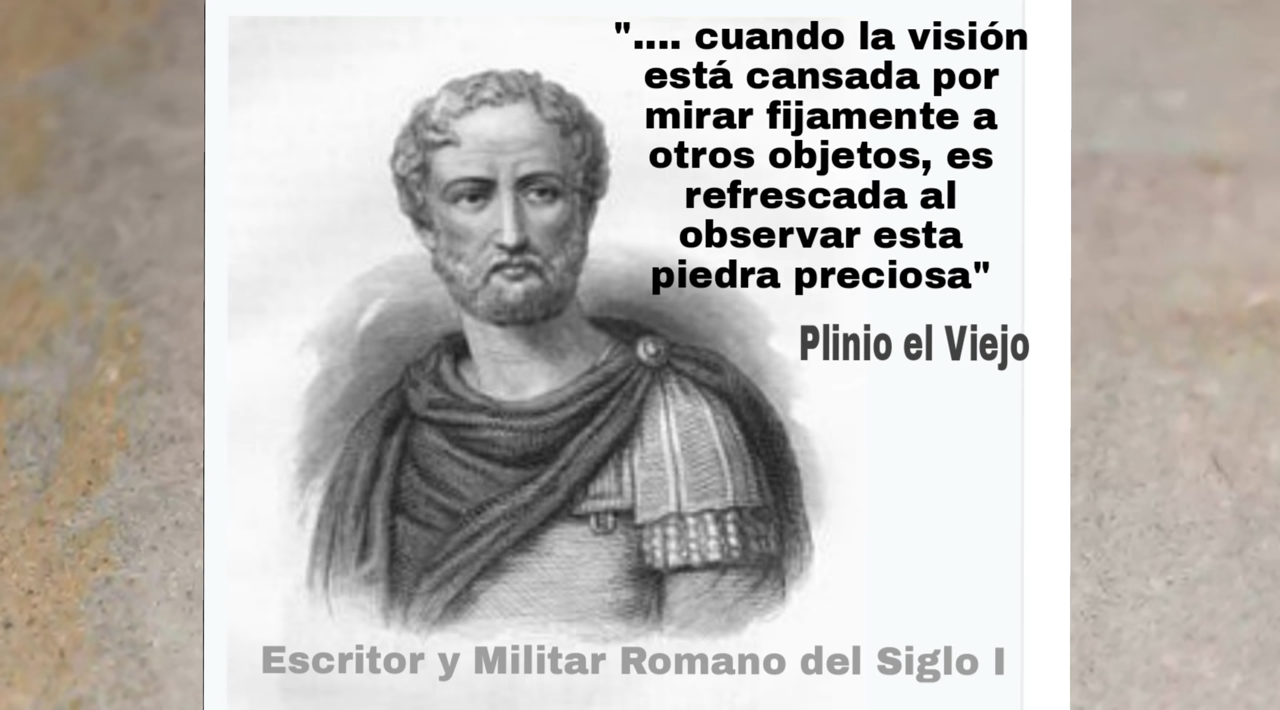 ".... cuando la visión
está cansada por
mirar fijamente a
otros objetos, es
refrescada al
observar esta
piedra preciosa"
Plinio el Viejo
Escritor y Militar Romano del Siglo I